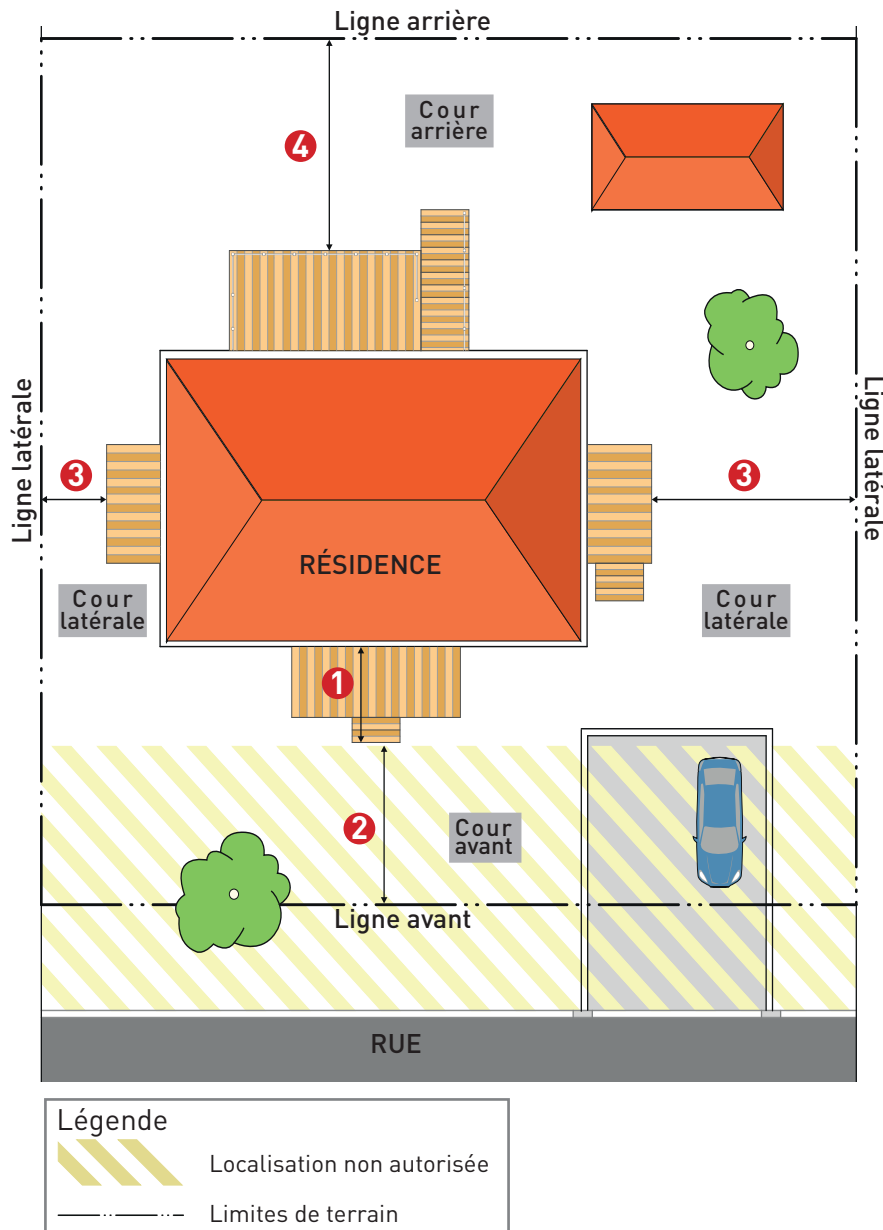 Ligne arrière
Cour
arrière
4
Ligne latérale
Ligne latérale
3
3
RÉSIDENCE
Cour
latérale
Cour
latérale
1
2
Cour
avant
Ligne avant
RUE
Légende
Localisation non autorisée
Limites de terrain